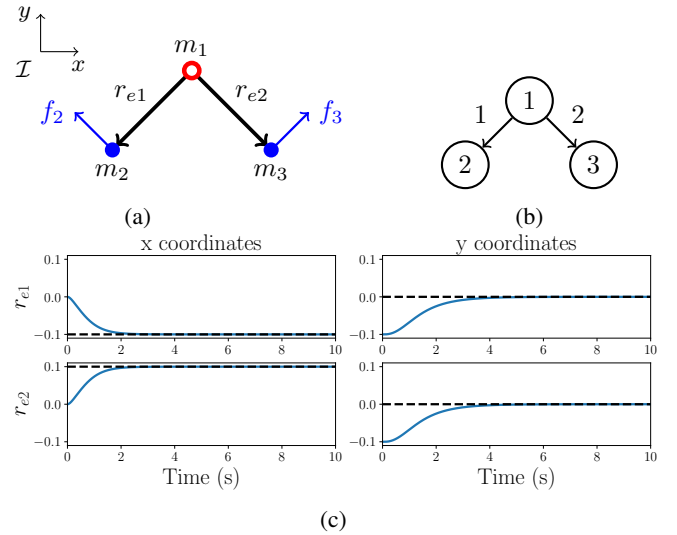 y
m1
I
x
re1
re2
f2
f3
m2
m3
1
1
2
2
3
(a)
(b)
x coordinates
y coordinates
re1
0.1
0.0
−0.1
0 2 4 6 8 10
0.1
0.0
−0.1
0 2 4 6 8 10
re2
0.1
0.0
−0.1
0 2 4 6 8 10
0.1
0.0
−0.1
0 2 4 6 8 10
Time (s)
Time (s)
(c)